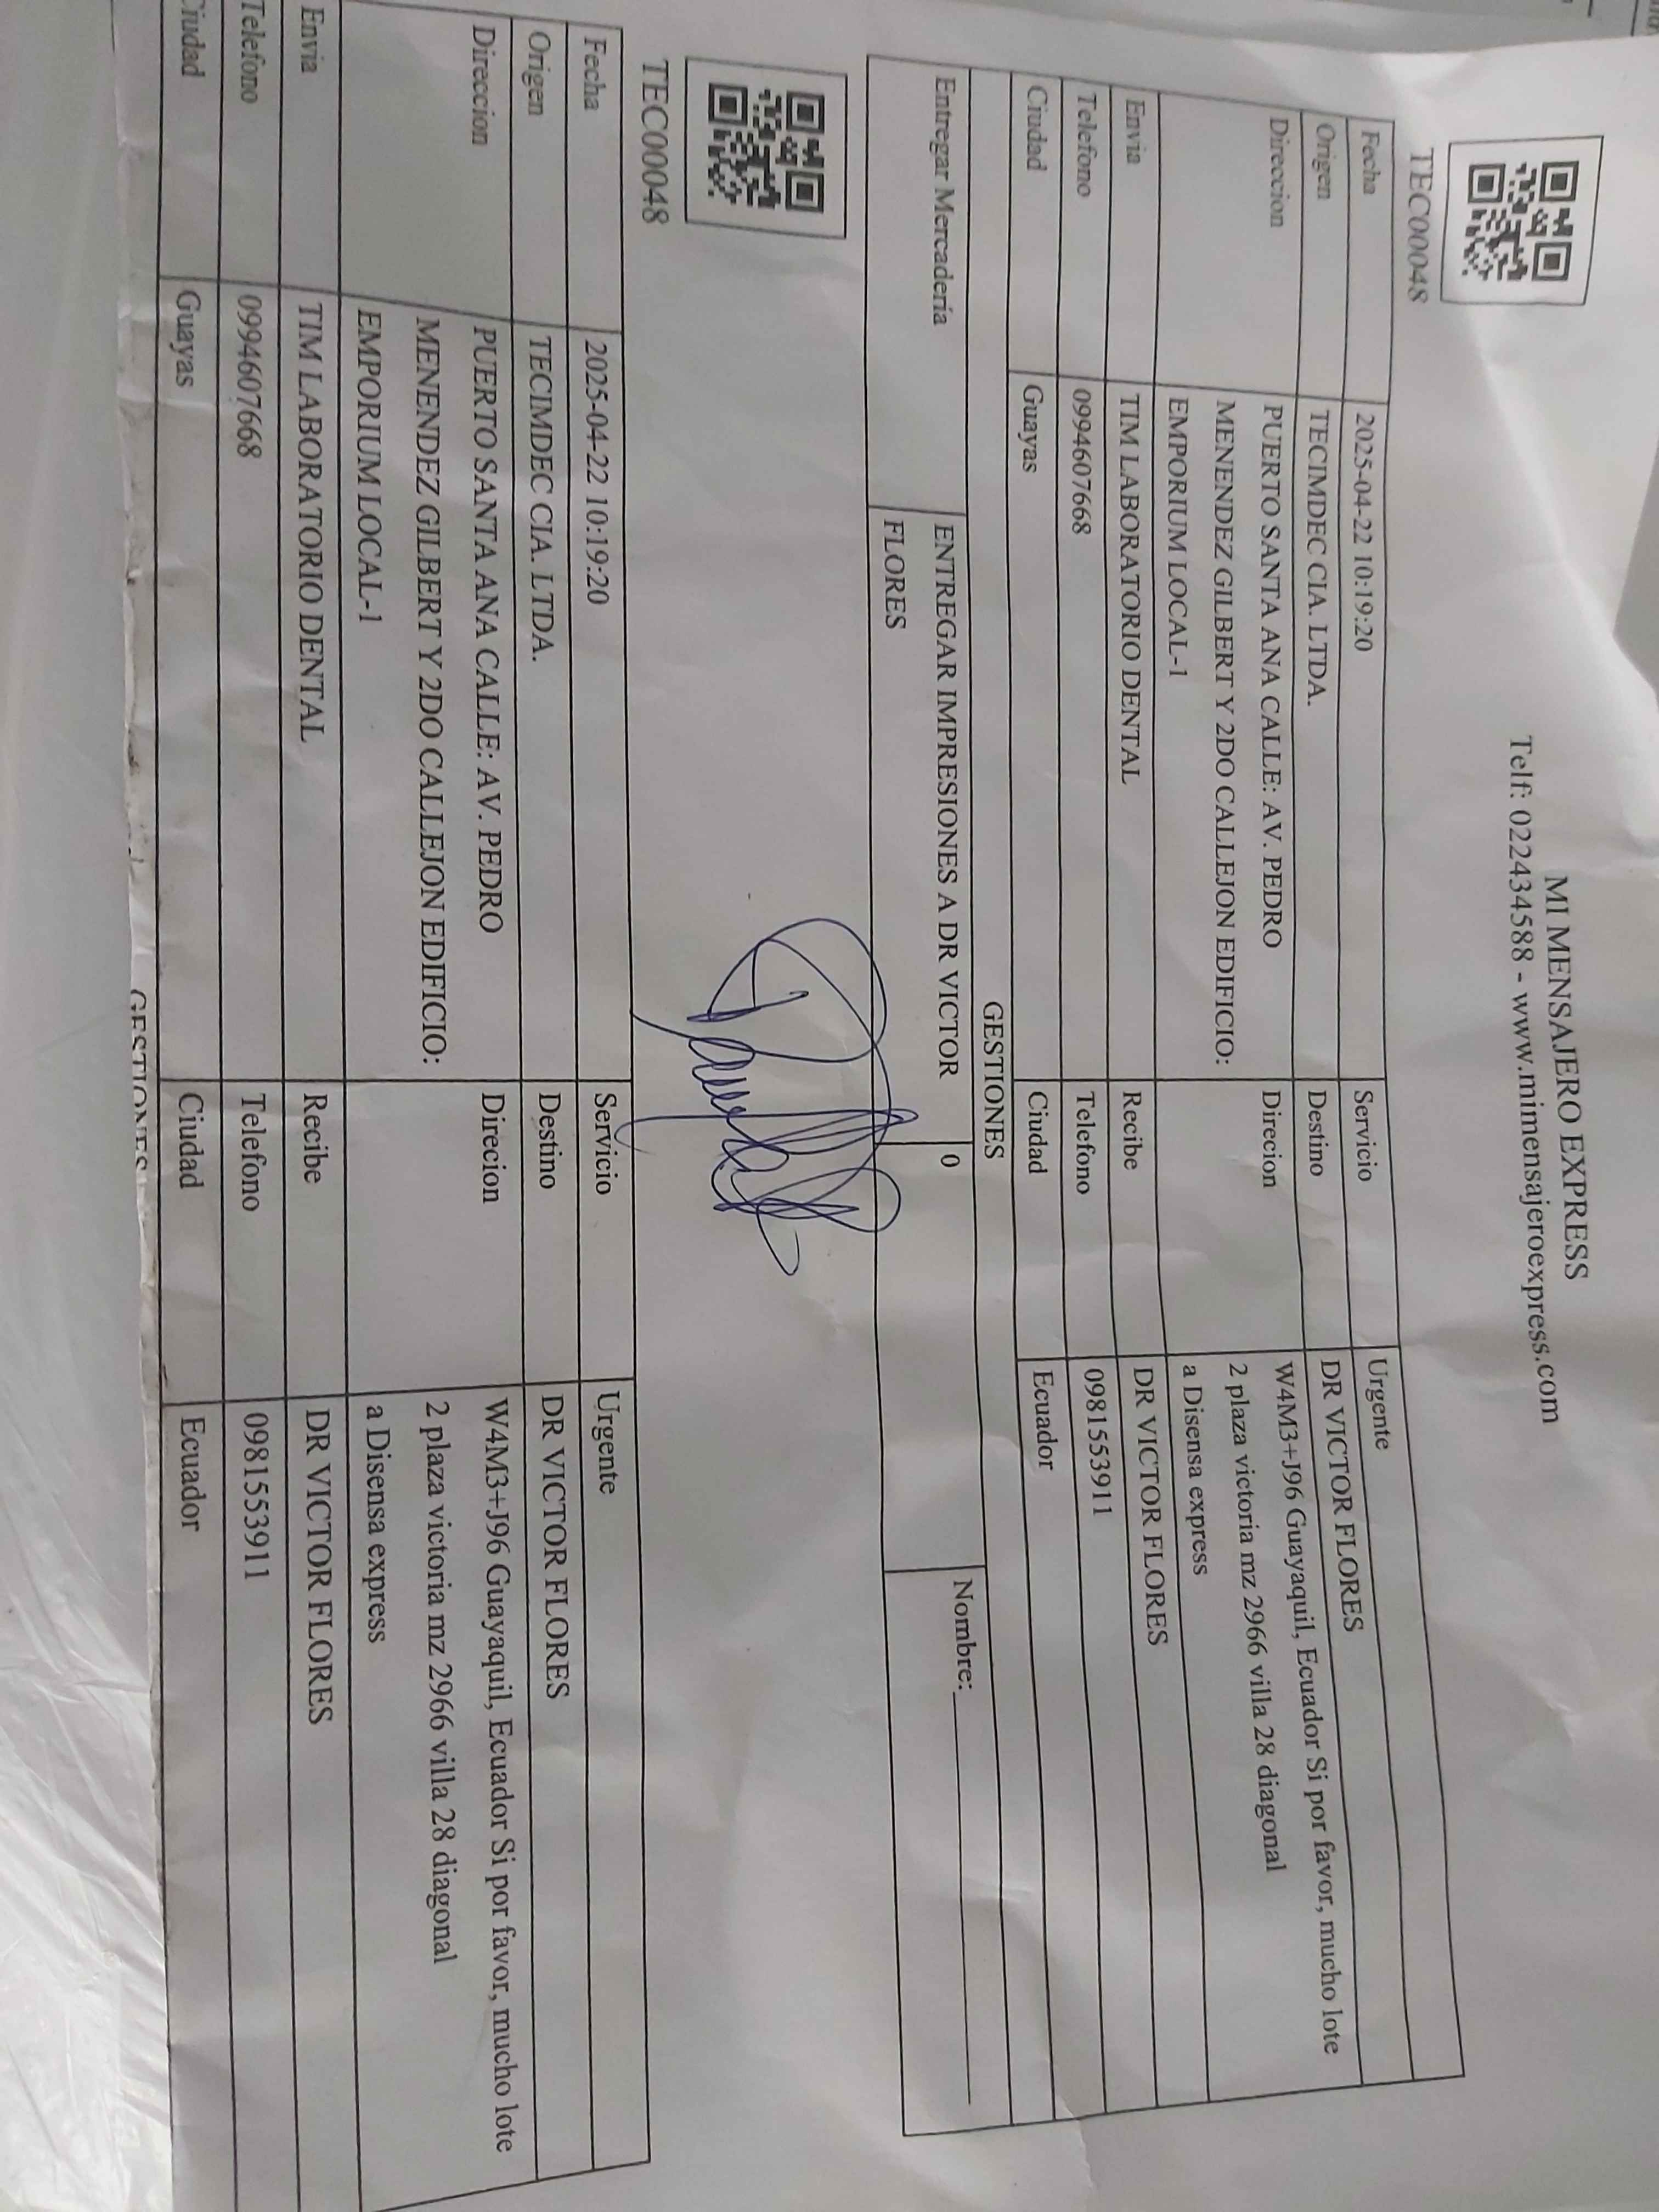 MI MENSAJERO EXPRESS
Telf: 022434588 - www.mimensajeroexpress.com
TEC00048
Fecha 2025-04-22 10:19:20 Servicio Urgente
Origen TECIMDEC CIA. LTDA. Destino DR VICTOR FLORES
Direccion PUERTO SANTA ANA CALLE: AV. PEDRO Direcion W4M3+J96 Guayaquil, Ecuador Si por favor, mucho lote
MENENDEZ GILBERT Y 2DO CALLEJON EDIFICIO: 2 plaza victoria mz 2966 villa 28 diagonal
EMPORIUM LOCAL-1 a Disensa express
Envia TIM LABORATORIO DENTAL Recibe DR VICTOR FLORES
Telefono 0994607668 Telefono 0981553911
Ciudad Guayas Ciudad Ecuador
GESTIONES
Entregar Mercadería ENTREGAR IMPRESIONES A DR VICTOR 0 Nombre:
FLORES
TEC00048
Fecha 2025-04-22 10:19:20 Servicio Urgente
Origen TECIMDEC CIA. LTDA. Destino DR VICTOR FLORES
Direccion PUERTO SANTA ANA CALLE: AV. PEDRO Direcion W4M3+J96 Guayaquil, Ecuador Si por favor, mucho lote
MENENDEZ GILBERT Y 2DO CALLEJON EDIFICIO: 2 plaza victoria mz 2966 villa 28 diagonal
EMPORIUM LOCAL-1 a Disensa express
Envia TIM LABORATORIO DENTAL Recibe DR VICTOR FLORES
Telefono 0994607668 Telefono 0981553911
Ciudad Guayas Ciudad Ecuador
GESTIONES